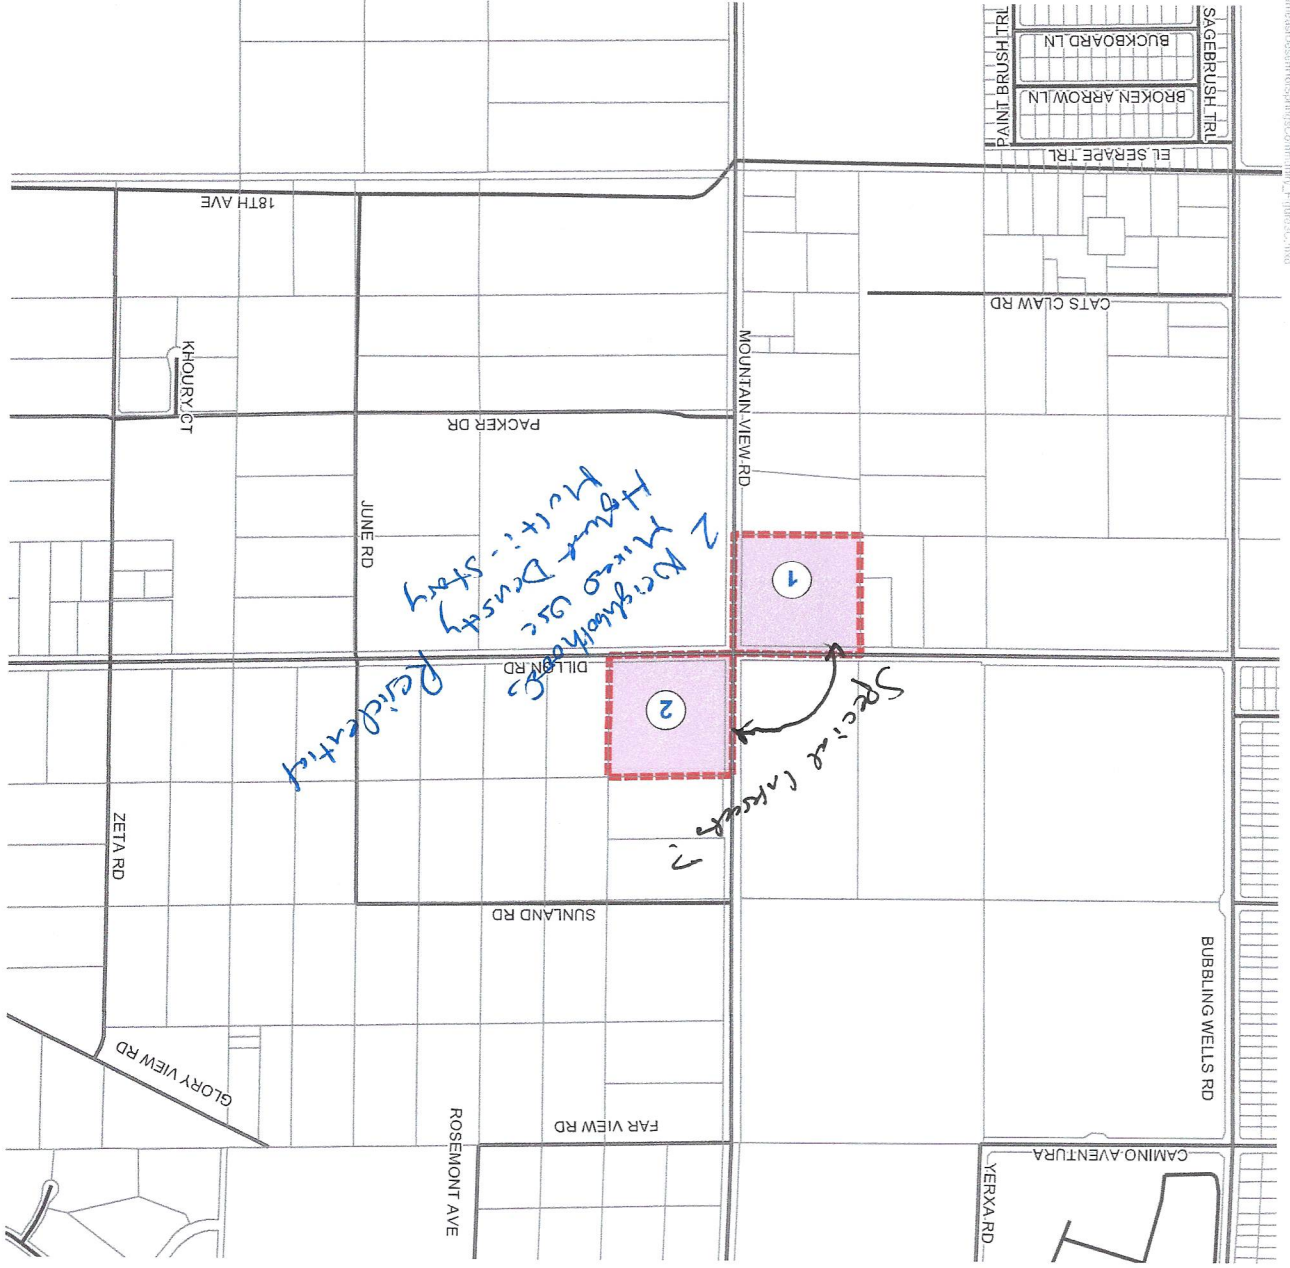 PAINT BRUSH TRL
SAGEBRUSH TRL
BUCKBOARD LN
BROKEN ARROW LN
EL SERAPE TRL
18TH AVE
CATS CLAW RD
KHOURY CT
MOUNTAIN VIEW RD
PACKER DR
JUNE RD
2 Neighborhoods
Mixed Use
Higher Density
Multi-Story
Residential
1
DILLON RD
2
Special Intersects
?
ZETA RD
SUNLAND RD
BUBBLING WELLS RD
GLORY VIEW RD
ROSEMONT AVE
FAR VIEW RD
YERXA RD
CAMINO AVENTURA